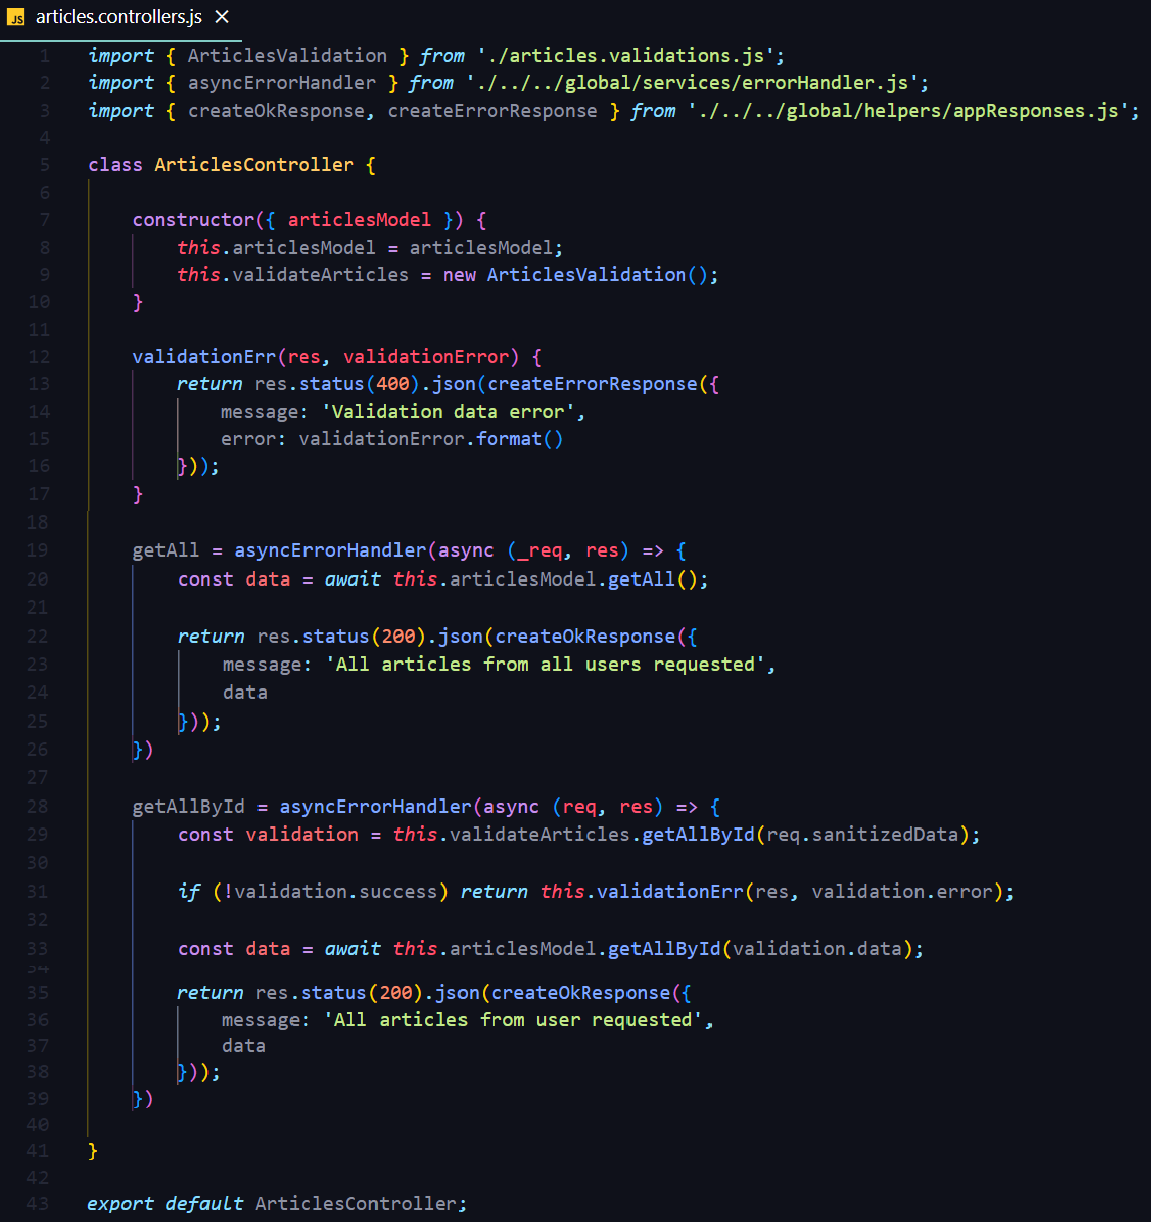 JS articles.controllers.js ✕
1 import { ArticlesValidation } from './articles.validations.js';
2 import { asyncErrorHandler } from './../../global/services/errorHandler.js';
3 import { createOkResponse, createErrorResponse } from './../../global/helpers/appResponses.js';
4
5 class ArticlesController {
6
7     constructor({ articlesModel }) {
8         this.articlesModel = articlesModel;
9         this.validateArticles = new ArticlesValidation();
10     }
11
12     validationErr(res, validationError) {
13         return res.status(400).json(createErrorResponse({
14             message: 'Validation data error',
15             error: validationError.format()
16         }));
17     }
18
19     getAll = asyncErrorHandler(async (_req, res) => {
20         const data = await this.articlesModel.getAll();
21
22         return res.status(200).json(createOkResponse({
23             message: 'All articles from all users requested',
24             data
25         }));
26     })
27
28     getAllById = asyncErrorHandler(async (req, res) => {
29         const validation = this.validateArticles.getAllById(req.sanitizedData);
30
31         if (!validation.success) return this.validationErr(res, validation.error);
32
33         const data = await this.articlesModel.getAllById(validation.data);
34
35         return res.status(200).json(createOkResponse({
36             message: 'All articles from user requested',
37             data
38         }));
39     })
40
41 }
42
43 export default ArticlesController;